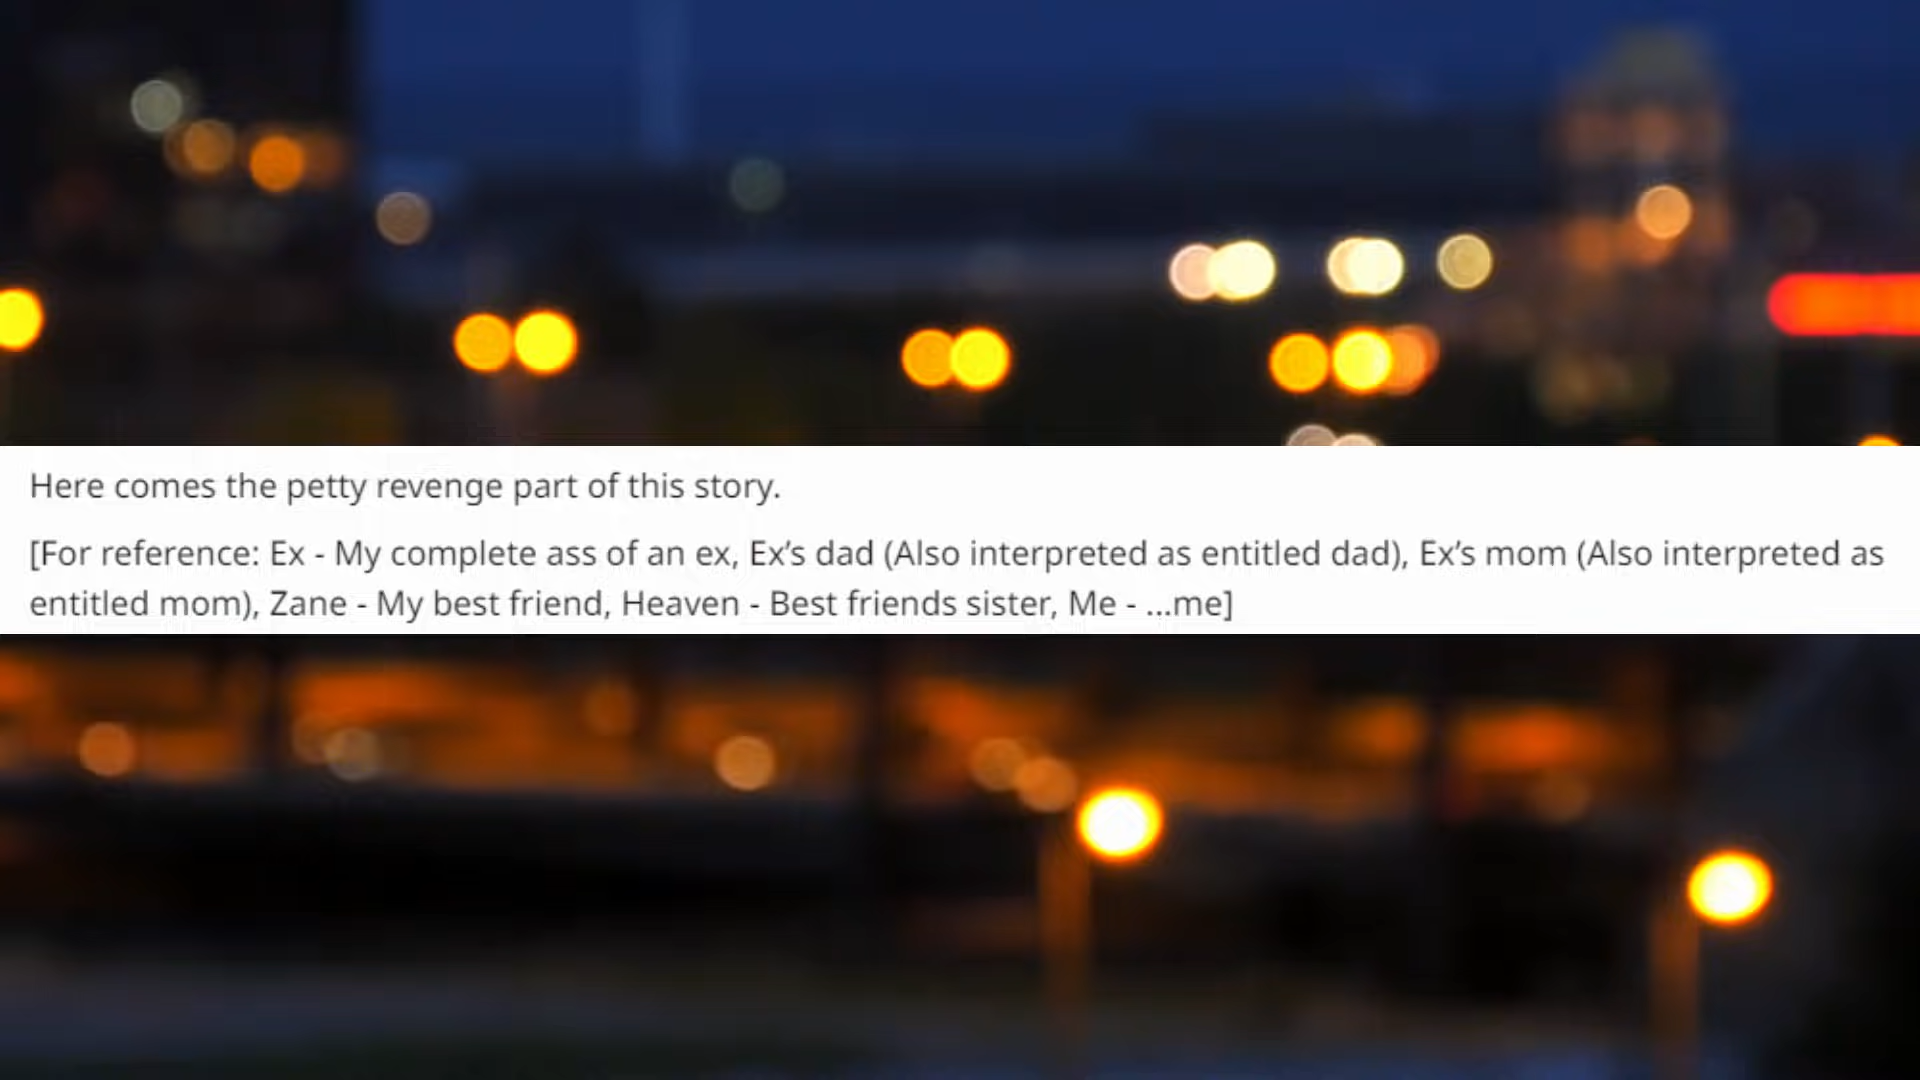 Here comes the petty revenge part of this story.
[For reference: Ex - My complete ass of an ex, Ex’s dad (Also interpreted as entitled dad), Ex’s mom (Also interpreted as
entitled mom), Zane - My best friend, Heaven - Best friends sister, Me - ...me]